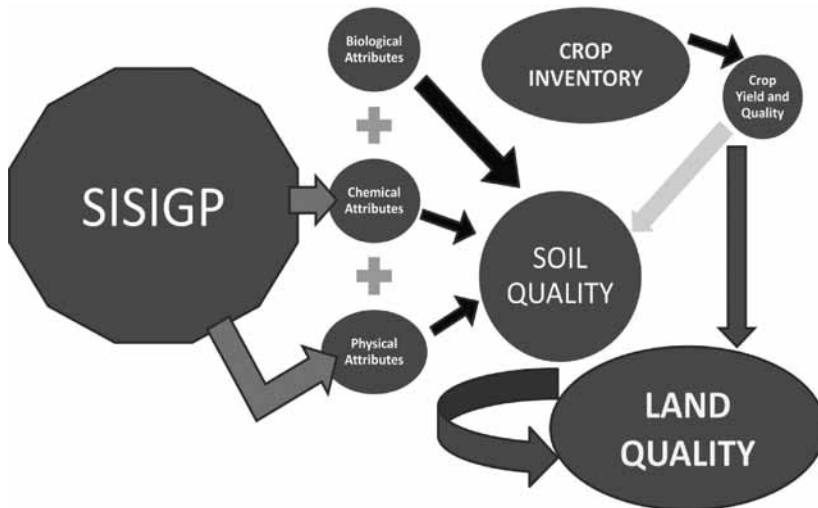 SISIGP
Biological
Attributes
Chemical
Attributes
Physical
Attributes
CROP
INVENTORY
Crop
Yield and
Quality
SOIL
QUALITY
LAND
QUALITY